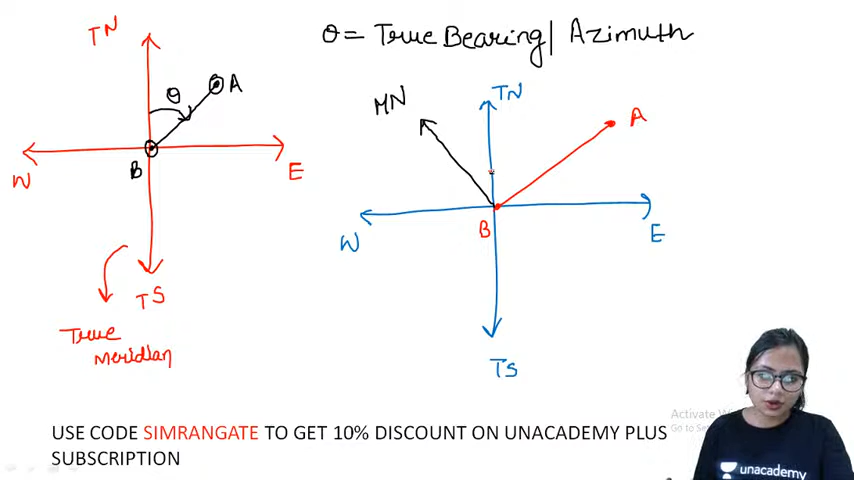 TN
θ = True Bearing | Azimuth
θ
A
B
W
E
TS
True
meridian
MN
TN
A
B
W
E
TS
USE CODE SIMRANGATE TO GET 10% DISCOUNT ON UNACADEMY PLUS
SUBSCRIPTION
unacademy